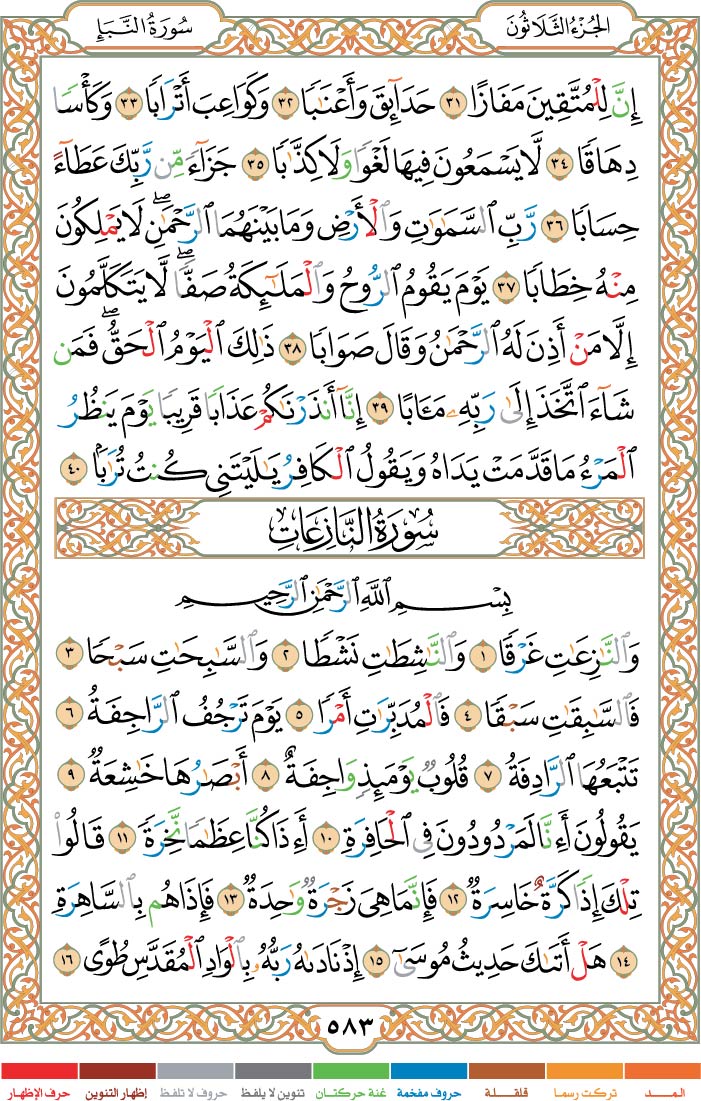 الجُزْءُ الثَّلَاثُونَ
سُورَةُ النَّبَإِ
إِنَّ لِلْمُتَّقِينَ مَفَازًا ٣١ حَدَآئِقَ وَأَعْنَٰبًا ٣٢ وَكَوَاعِبَ أَتْرَابًا ٣٣ وَكَأْسًا
دِهَاقًا ٣٤ لَّا يَسْمَعُونَ فِيهَا لَغْوًا وَلَا كِذَّٰبًا ٣٥ جَزَآءً مِّن رَّبِّكَ عَطَآءً
حِسَابًا ٣٦ رَّبِّ ٱلسَّمَٰوَٰتِ وَٱلْأَرْضِ وَمَا بَيْنَهُمَا ٱلرَّحْمَٰنِ ۖ لَا يَمْلِكُونَ
مِنْهُ خِطَابًا ٣٧ يَوْمَ يَقُومُ ٱلرُّوحُ وَٱلْمَلَٰٓئِكَةُ صَفًّا ۖ لَّا يَتَكَلَّمُونَ
إِلَّا مَنْ أَذِنَ لَهُ ٱلرَّحْمَٰنُ وَقَالَ صَوَابًا ٣٨ ذَٰلِكَ ٱلْيَوْمُ ٱلْحَقُّ ۖ فَمَن
شَآءَ ٱتَّخَذَ إِلَىٰ رَبِّهِۦ مَـَٔابًا ٣٩ إِنَّآ أَنذَرْنَٰكُمْ عَذَابًا قَرِيبًا يَوْمَ يَنظُرُ
ٱلْمَرْءُ مَا قَدَّمَتْ يَدَاهُ وَيَقُولُ ٱلْكَافِرُ يَٰلَيْتَنِي كُنتُ تُرَٰبًۢا ٤٠
سُورَةُ النَّازِعَاتِ
بِسْمِ ٱللَّهِ ٱلرَّحْمَٰنِ ٱلرَّحِيمِ
وَٱلنَّٰزِعَٰتِ غَرْقًا ١ وَٱلنَّٰشِطَٰتِ نَشْطًا ٢ وَٱلسَّٰبِحَٰتِ سَبْحًا ٣
فَٱلسَّٰبِقَٰتِ سَبْقًا ٤ فَٱلْمُدَبِّرَٰتِ أَمْرًا ٥ يَوْمَ تَرْجُفُ ٱلرَّاجِفَةُ ٦
تَتْبَعُهَا ٱلرَّادِفَةُ ٧ قُلُوبٌ يَوْمَئِذٍ وَاجِفَةٌ ٨ أَبْصَٰرُهَا خَٰشِعَةٌ ٩
يَقُولُونَ أَءِنَّا لَمَرْدُودُونَ فِي ٱلْحَافِرَةِ ١٠ أَءِذَا كُنَّا عِظَٰمًا نَّخِرَةً ١١ قَالُوا۟
تِلْكَ إِذًا كَرَّةٌ خَاسِرَةٌ ١٢ فَإِنَّمَا هِىَ زَجْرَةٌ وَٰحِدَةٌ ١٣ فَإِذَا هُم بِٱلسَّاهِرَةِ
١٤ هَلْ أَتَىٰكَ حَدِيثُ مُوسَىٰٓ ١٥ إِذْ نَادَىٰهُ رَبُّهُۥ بِٱلْوَادِ ٱلْمُقَدَّسِ طُوًى ١٦
٥٨٣
المــد تركت رسما قلقلة حروف مفخمة غنة حركتان تنوين لا يلفظ حروف لا تلفظ إظهار التنوين حرف الإظهار